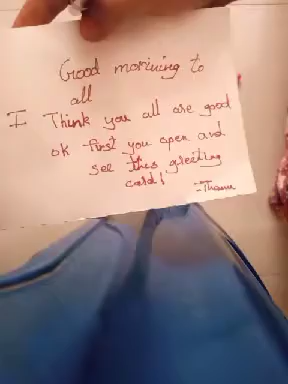 Good morning to
all
I Think you all are good
ok first you open and
see this greeting
card!